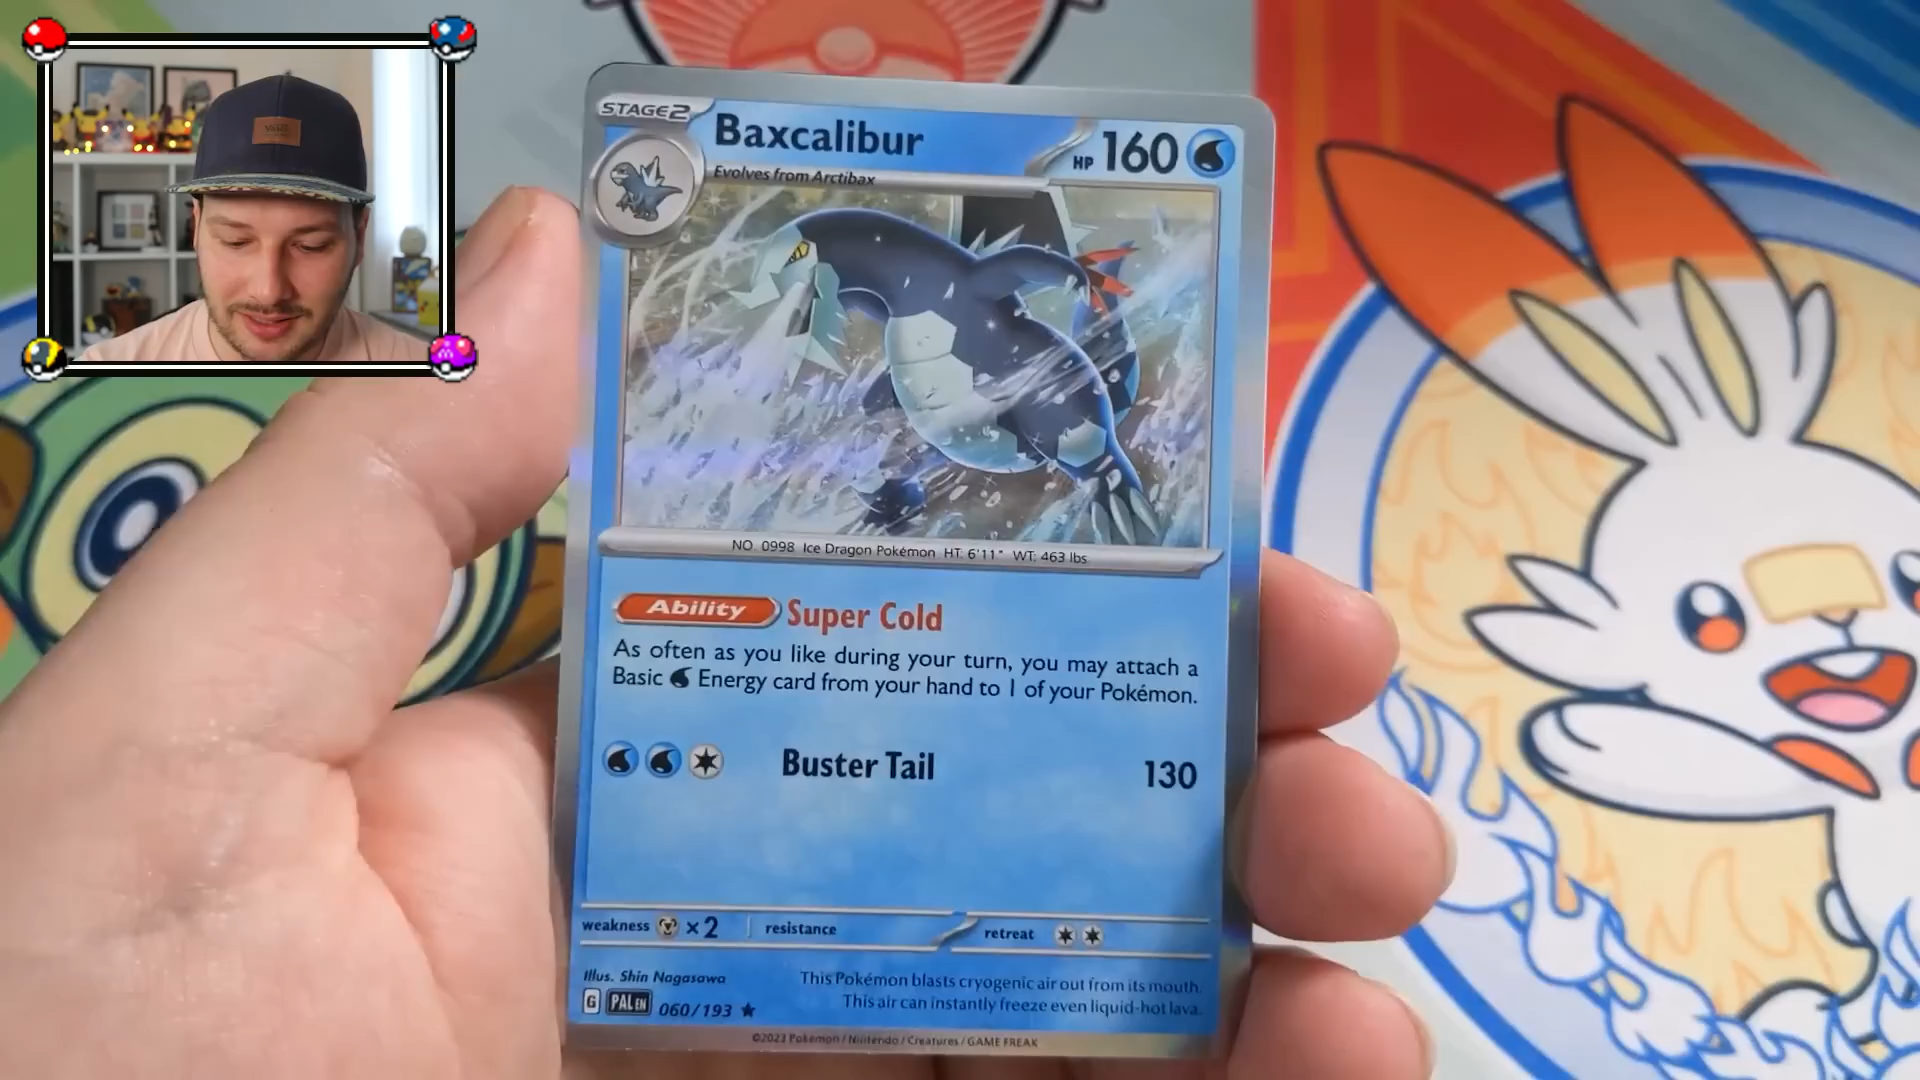 STAGE2
Baxcalibur
HP 160
Evolves from Arctibax
NO. 0998 Ice Dragon Pokémon HT: 6'11" WT: 463 lbs
Ability Super Cold
As often as you like during your turn, you may attach a
Basic Energy card from your hand to 1 of your Pokémon.
Buster Tail 130
weakness ×2 resistance retreat
Illus. Shin Nagasawa
This Pokémon blasts cryogenic air out from its mouth.
This air can instantly freeze even liquid-hot lava.
G PAL EN 060/193 ★
©2023 Pokémon / Nintendo / Creatures / GAME FREAK